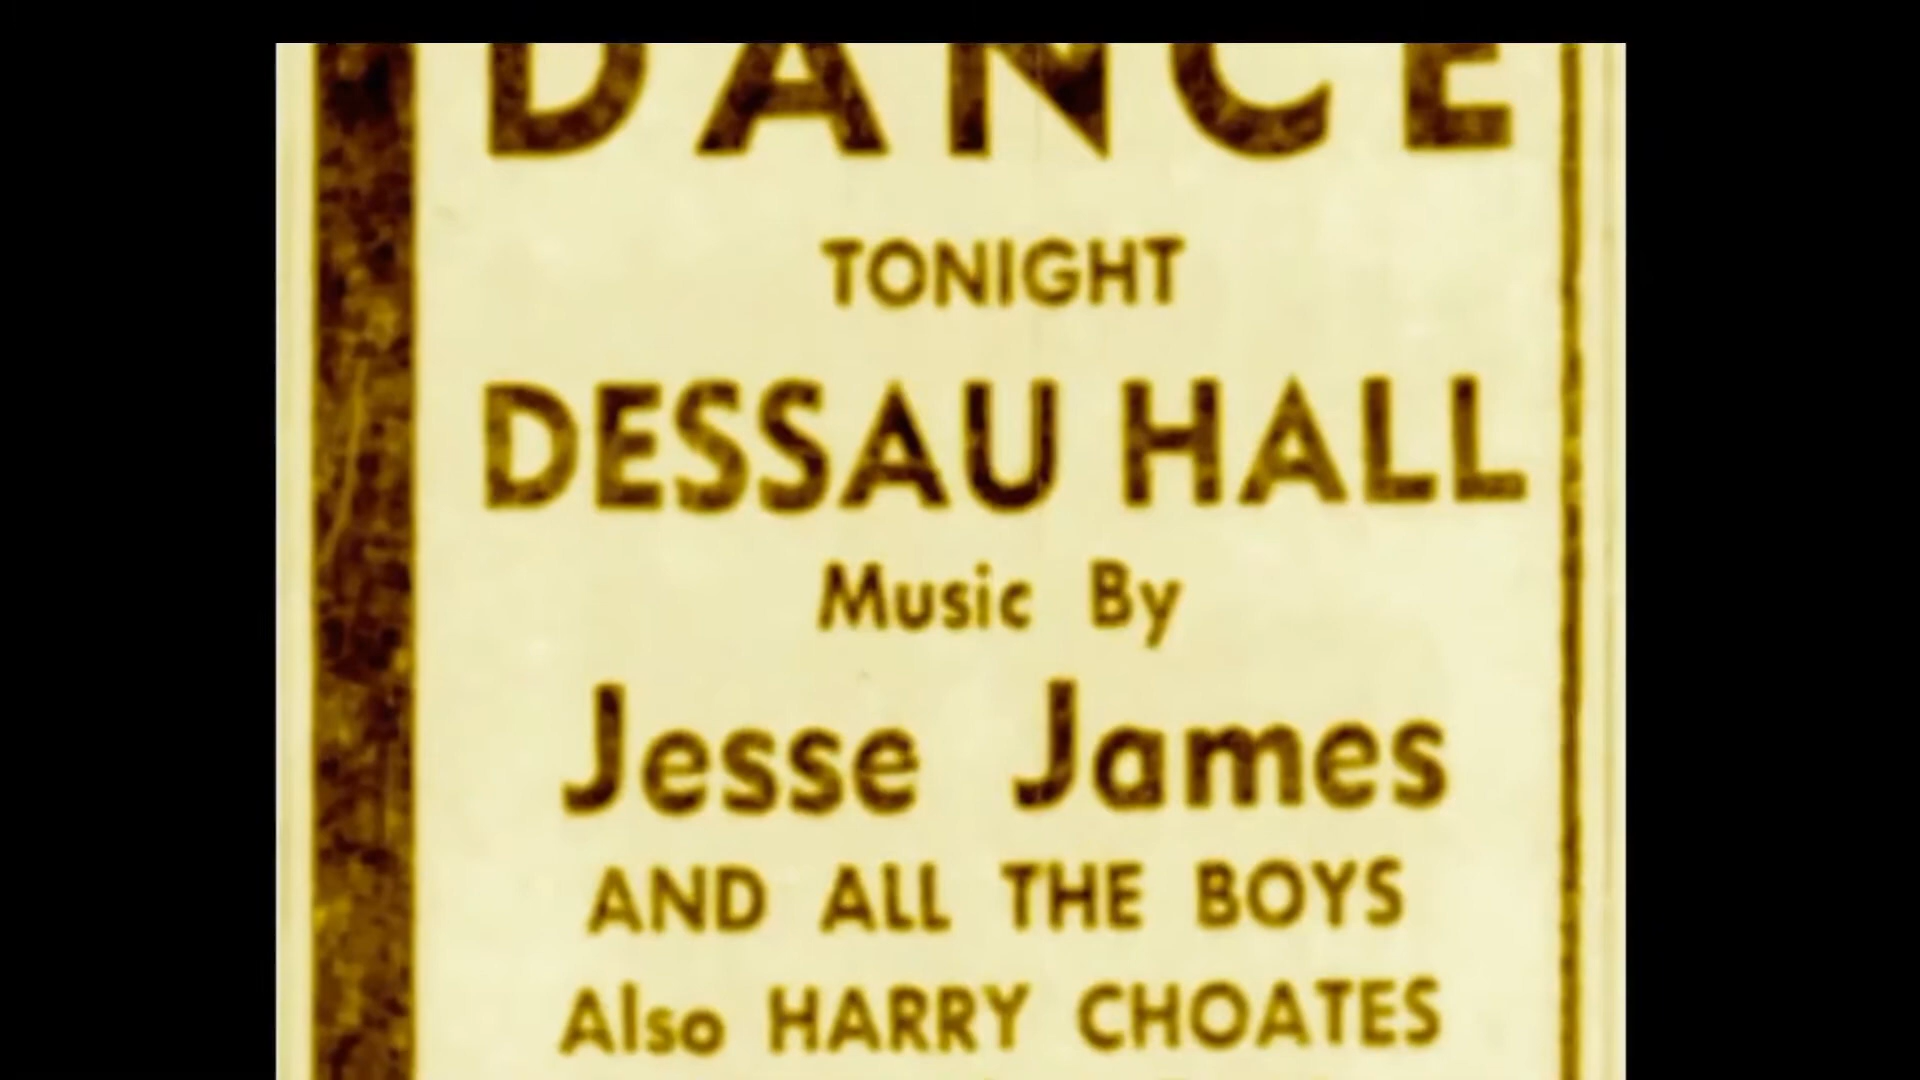 DANCE
TONIGHT
DESSAU HALL
Music By
Jesse James
AND ALL THE BOYS
Also HARRY CHOATES